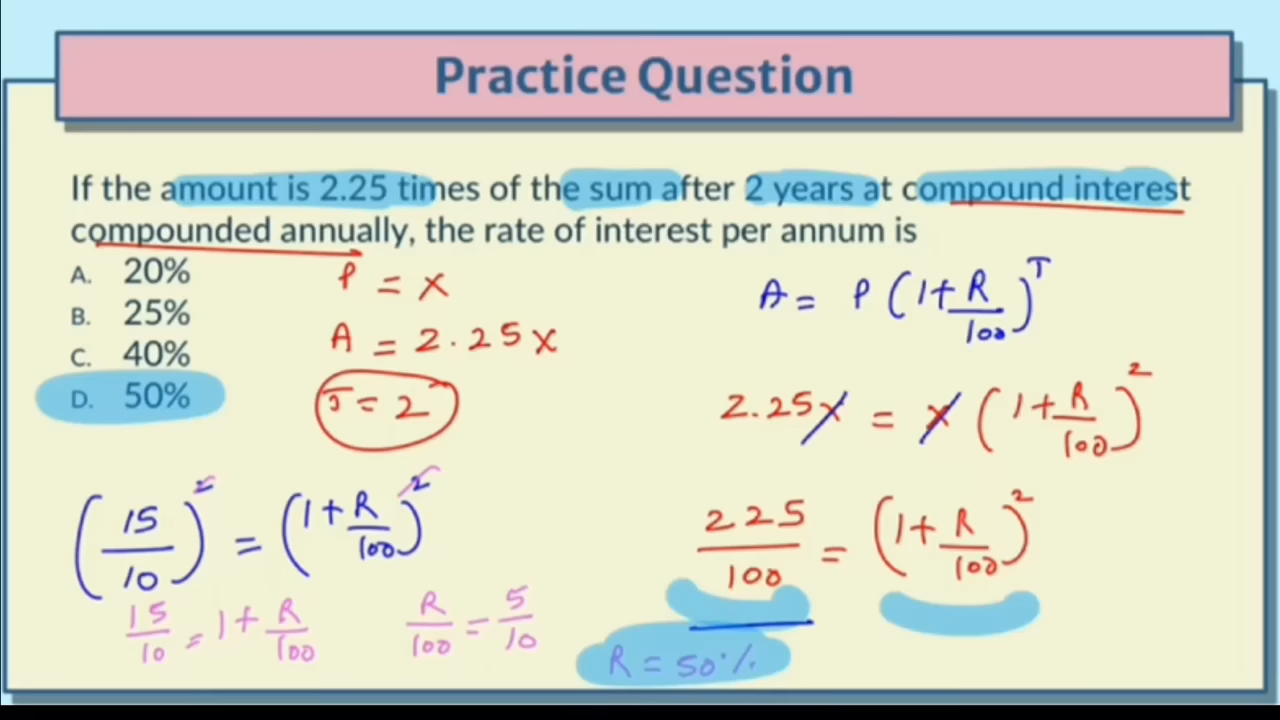 Practice Question
If the amount is 2.25 times of the sum after 2 years at compound interest
compounded annually, the rate of interest per annum is
A. 20%
B. 25%
C. 40%
D. 50%
P = x
A = 2.25x
T = 2
A = P (1 + R/100)^T
2.25x = x (1 + R/100)^2
225/100 = (1 + R/100)^2
(15/10)^2 = (1 + R/100)^2
15/10 = 1 + R/100
R/100 = 5/10
R = 50%